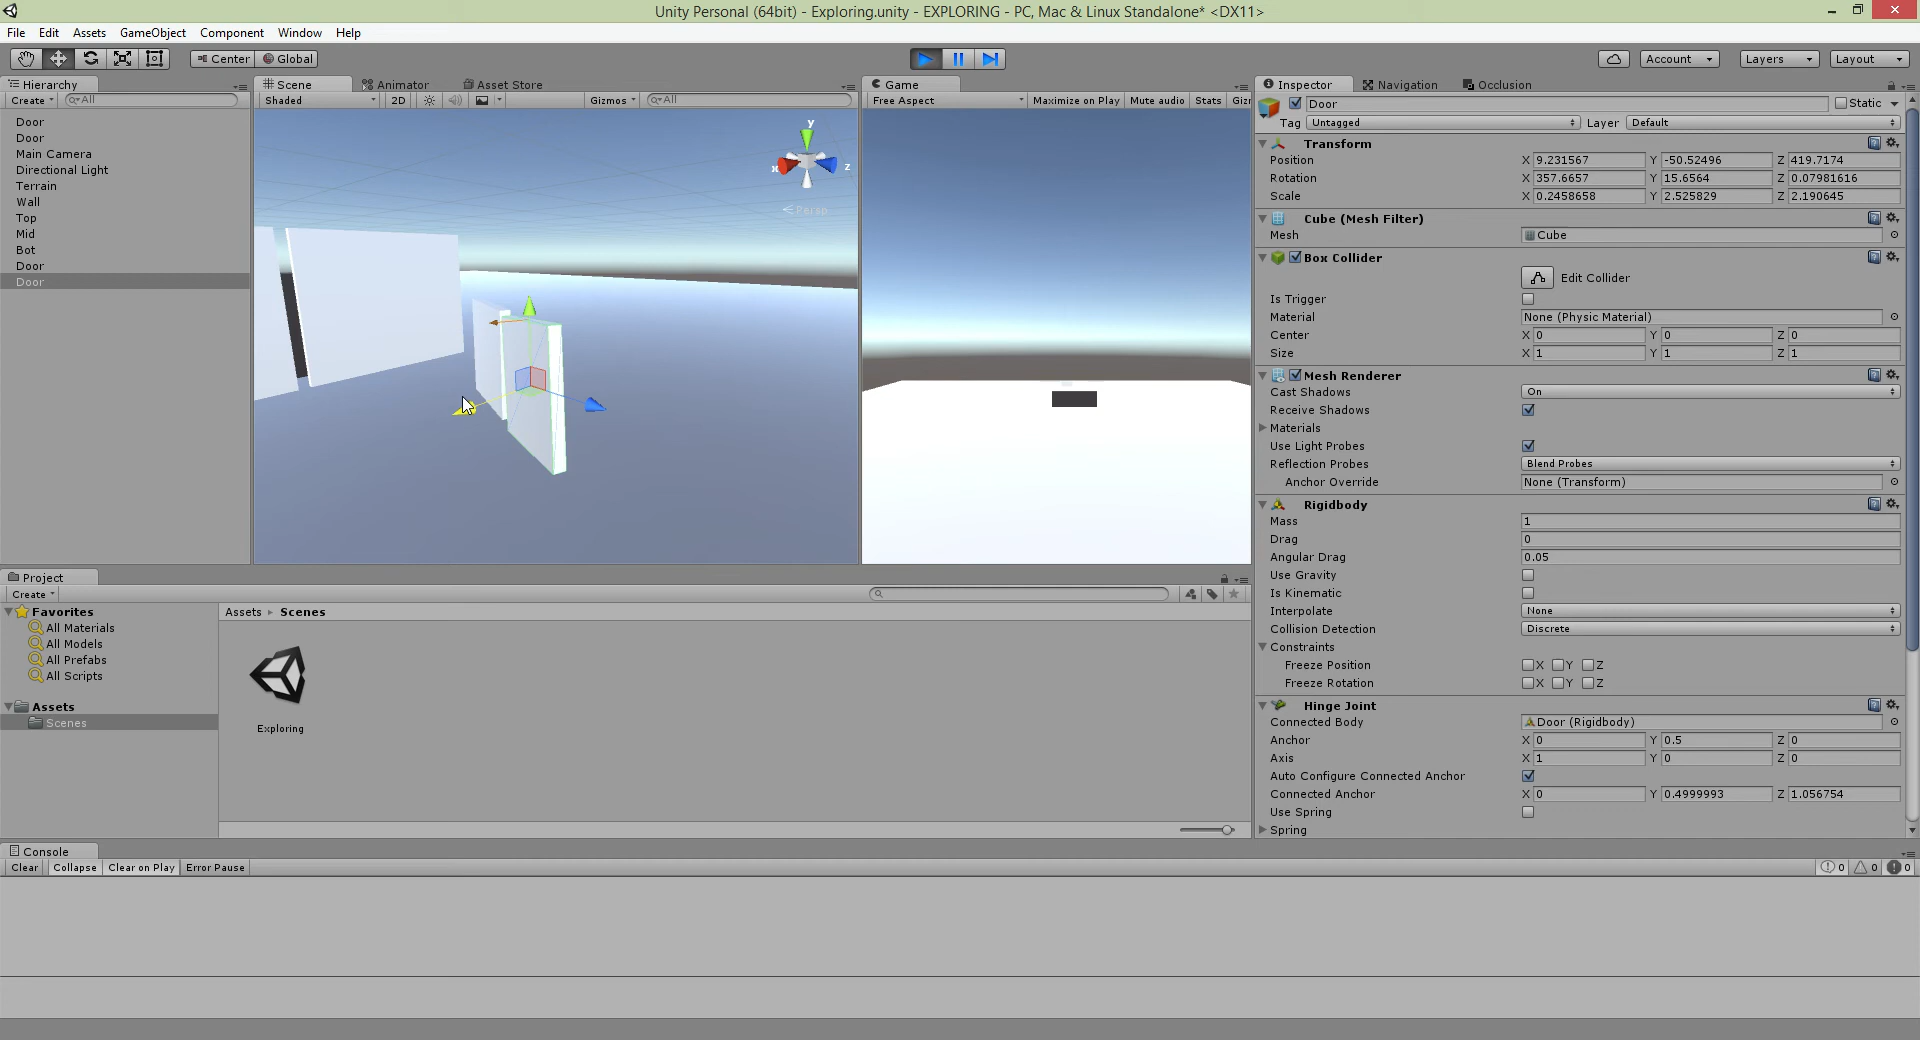 Unity Personal (64bit) - Exploring.unity - EXPLORING - PC, Mac & Linux Standalone* <DX11>
File Edit Assets GameObject Component Window Help
Center Global Account Layers Layout
Hierarchy
Create All
Door
Door
Main Camera
Directional Light
Terrain
Wall
Top
Mid
Bot
Door
Door
Scene Animator Asset Store
Shaded 2D Gizmos All
y
x
z
Persp
Game
Free Aspect Maximize on Play Mute audio Stats Giz
Inspector Navigation Occlusion
Door Static
Tag Untagged Layer Default
Transform
Position X 9.231567 Y -50.52496 Z 419.7174
Rotation X 357.6657 Y 15.6564 Z 0.07981616
Scale X 0.2458658 Y 2.525829 Z 2.190645
Cube (Mesh Filter)
Mesh Cube
Box Collider
Edit Collider
Is Trigger
Material None (Physic Material)
Center X 0 Y 0 Z 0
Size X 1 Y 1 Z 1
Mesh Renderer
Cast Shadows On
Receive Shadows
Materials
Use Light Probes
Reflection Probes Blend Probes
Anchor Override None (Transform)
Rigidbody
Mass 1
Drag 0
Angular Drag 0.05
Use Gravity
Is Kinematic
Interpolate None
Collision Detection Discrete
Constraints
Freeze Position X Y Z
Freeze Rotation X Y Z
Hinge Joint
Connected Body Door (Rigidbody)
Anchor X 0 Y 0.5 Z 0
Axis X 1 Y 0 Z 0
Auto Configure Connected Anchor
Connected Anchor X 0 Y 0.4999993 Z 1.056754
Use Spring
Spring
Project
Create
Favorites
All Materials
All Models
All Prefabs
All Scripts
Assets
Scenes
Assets Scenes
Exploring
Console
Clear Collapse Clear on Play Error Pause 0 0 0